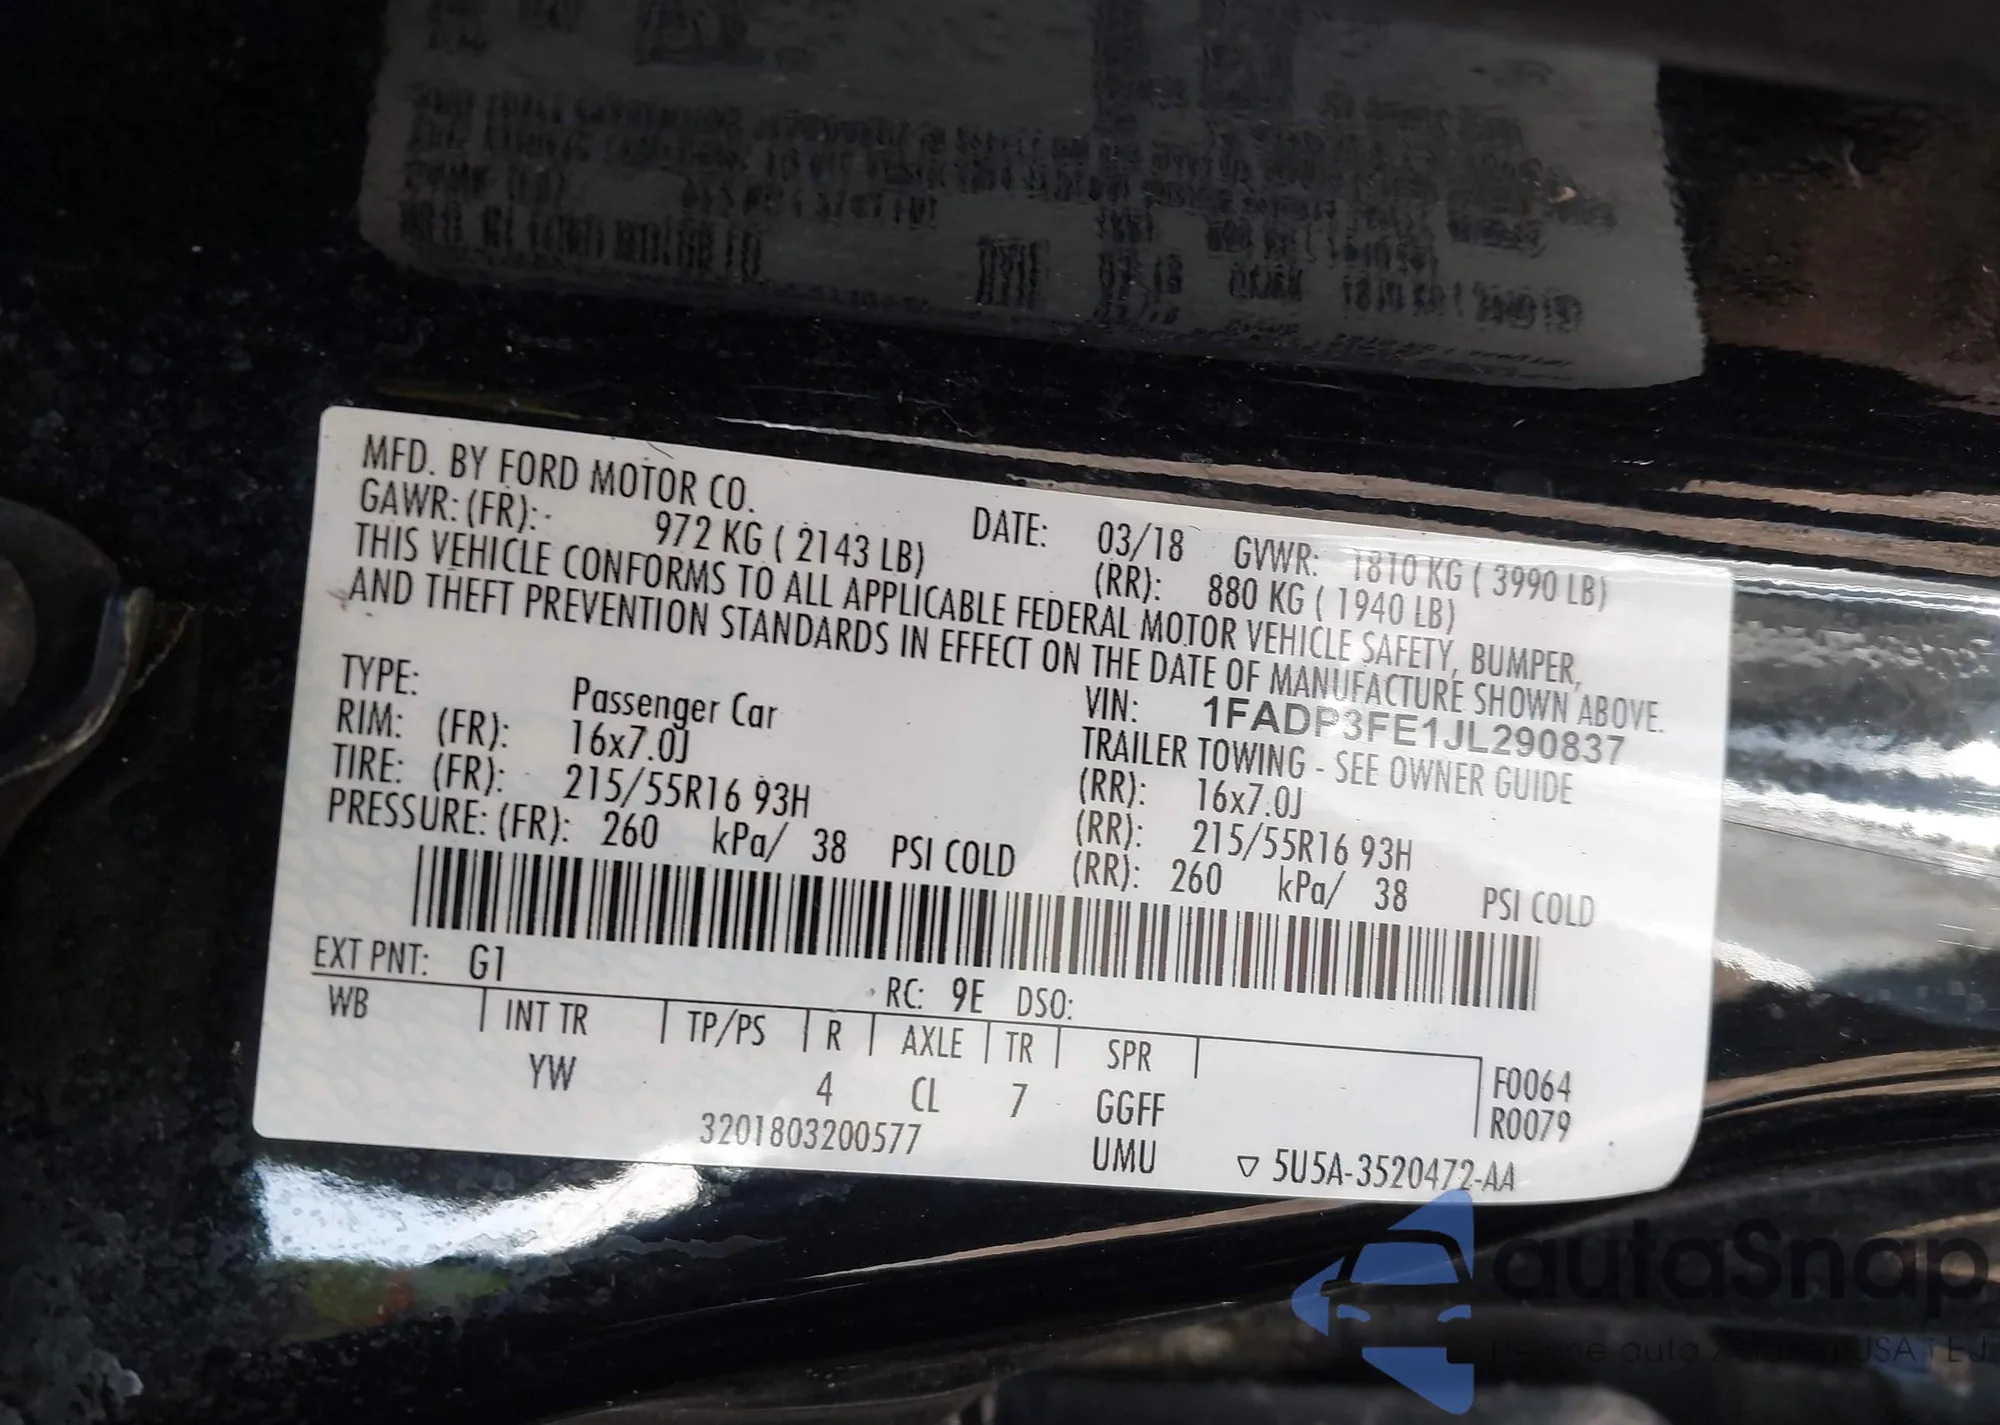 MFD. BY FORD MOTOR CO. DATE: 03/18 GVWR: 1810 KG ( 3990 LB)
GAWR: (FR): 972 KG ( 2143 LB) (RR): 880 KG ( 1940 LB)
THIS VEHICLE CONFORMS TO ALL APPLICABLE FEDERAL MOTOR VEHICLE SAFETY, BUMPER,
AND THEFT PREVENTION STANDARDS IN EFFECT ON THE DATE OF MANUFACTURE SHOWN ABOVE.
VIN: 1FADP3FE1JL290837
TYPE: Passenger Car TRAILER TOWING - SEE OWNER GUIDE
RIM: (FR): 16x7.0J (RR): 16x7.0J
TIRE: (FR): 215/55R16 93H (RR): 215/55R16 93H
PRESSURE: (FR): 260 kPa/ 38 PSI COLD (RR): 260 kPa/ 38 PSI COLD
EXT PNT: G1 RC: 9E DSO:
WB INT TR TP/PS R AXLE TR SPR F0064
YW 4 CL 7 GGFF R0079
3201803200577 UMU ▽ 5U5A-3520472-AA
autoSnap
auto USA i EU